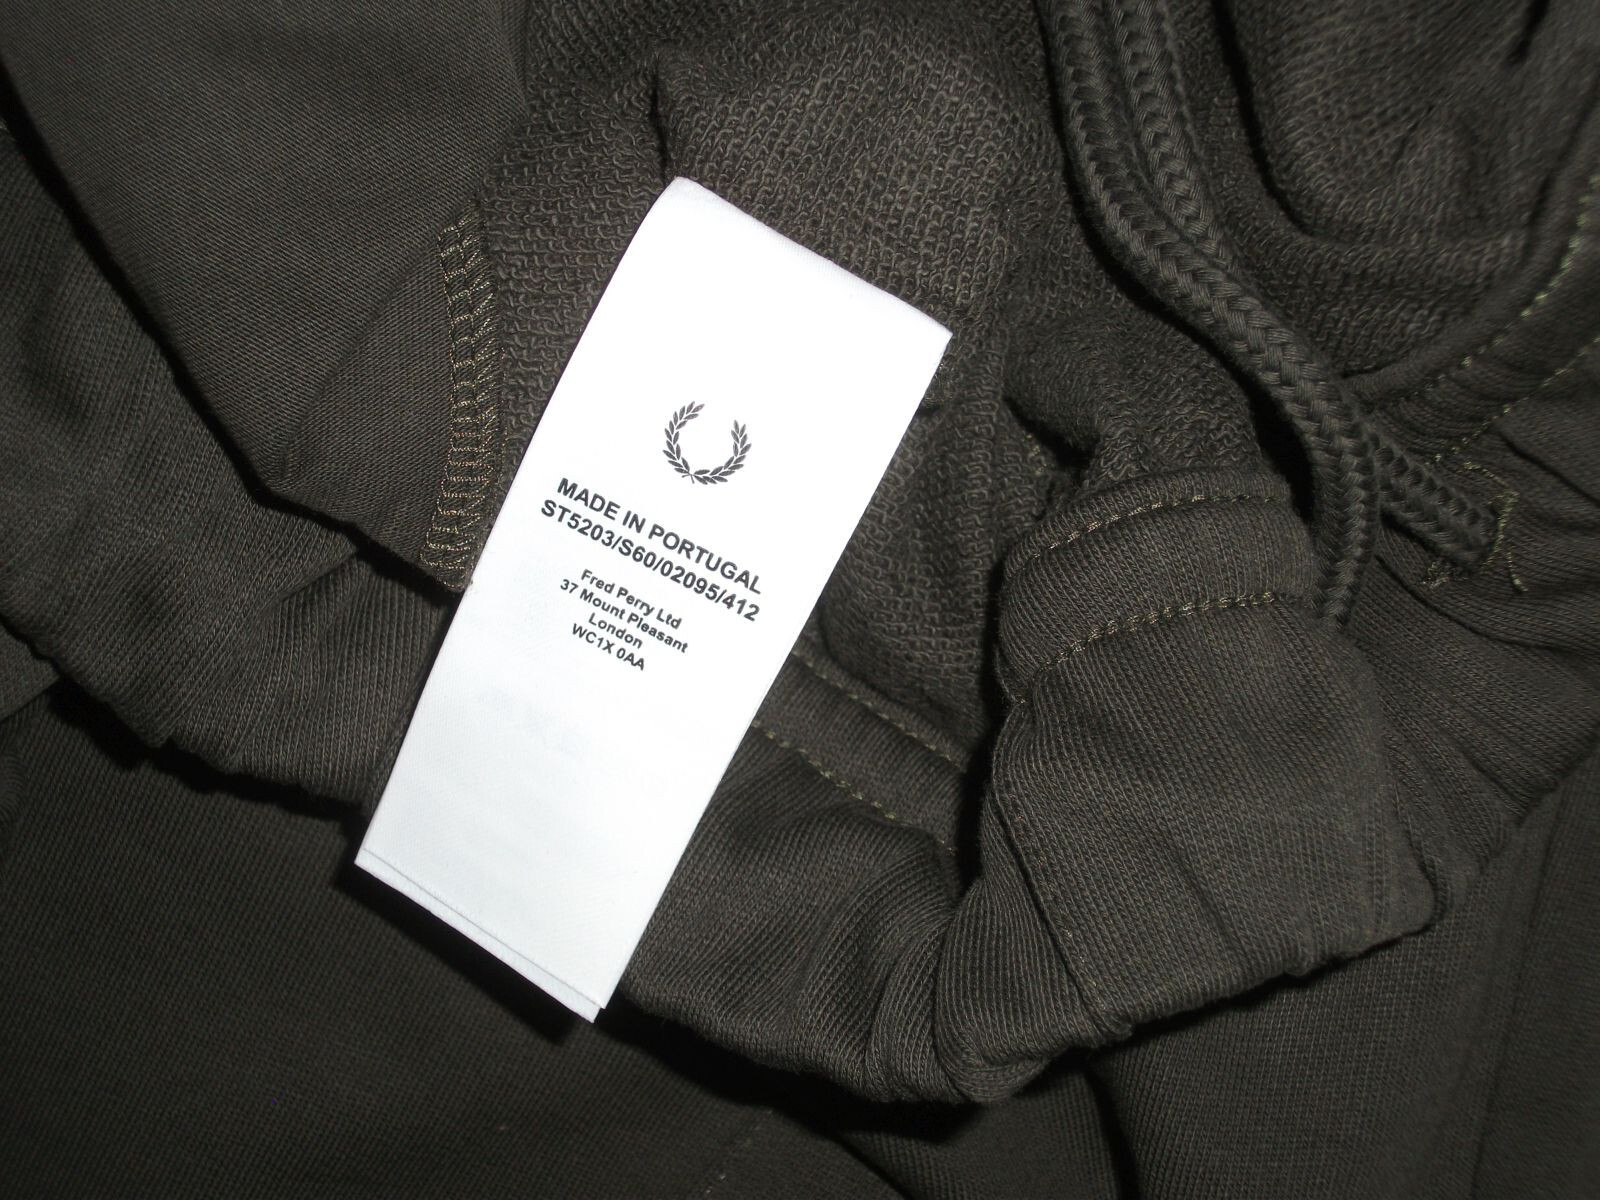 MADE IN PORTUGAL
ST5203/S60/02095/412
Fred Perry Ltd
37 Mount Pleasant
London
WC1X 0AA